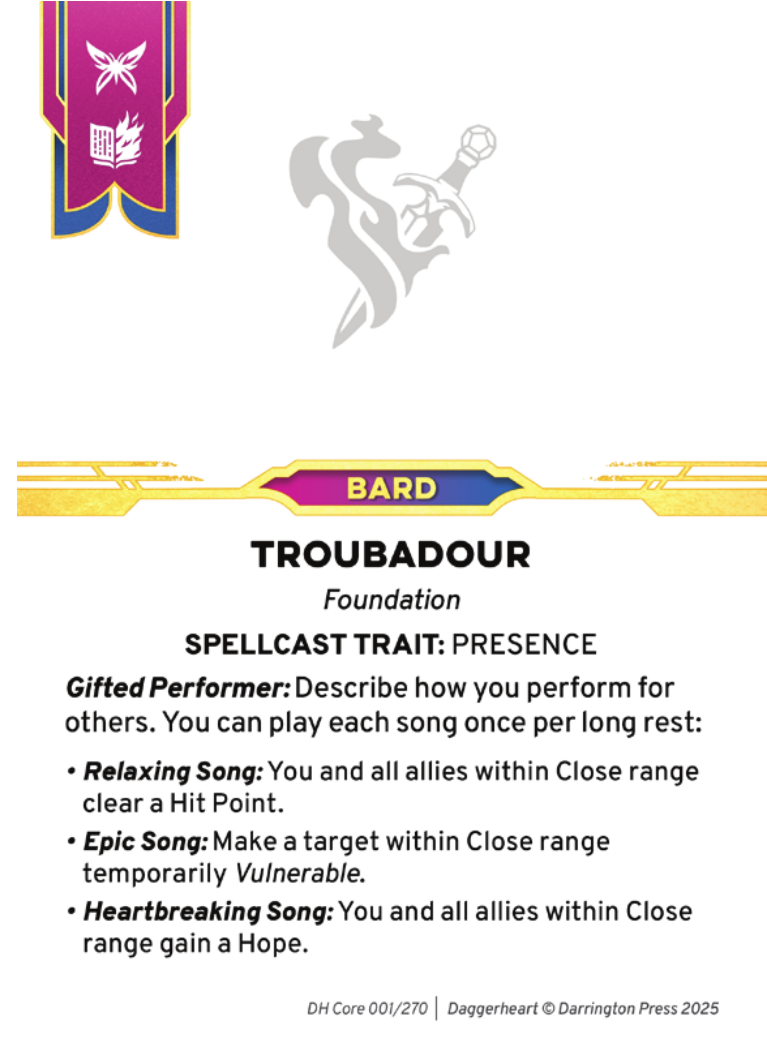 BARD
TROUBADOUR
Foundation
SPELLCAST TRAIT: PRESENCE
Gifted Performer: Describe how you perform for
others. You can play each song once per long rest:
• Relaxing Song: You and all allies within Close range
clear a Hit Point.
• Epic Song: Make a target within Close range
temporarily Vulnerable.
• Heartbreaking Song: You and all allies within Close
range gain a Hope.
DH Core 001/270 | Daggerheart © Darrington Press 2025